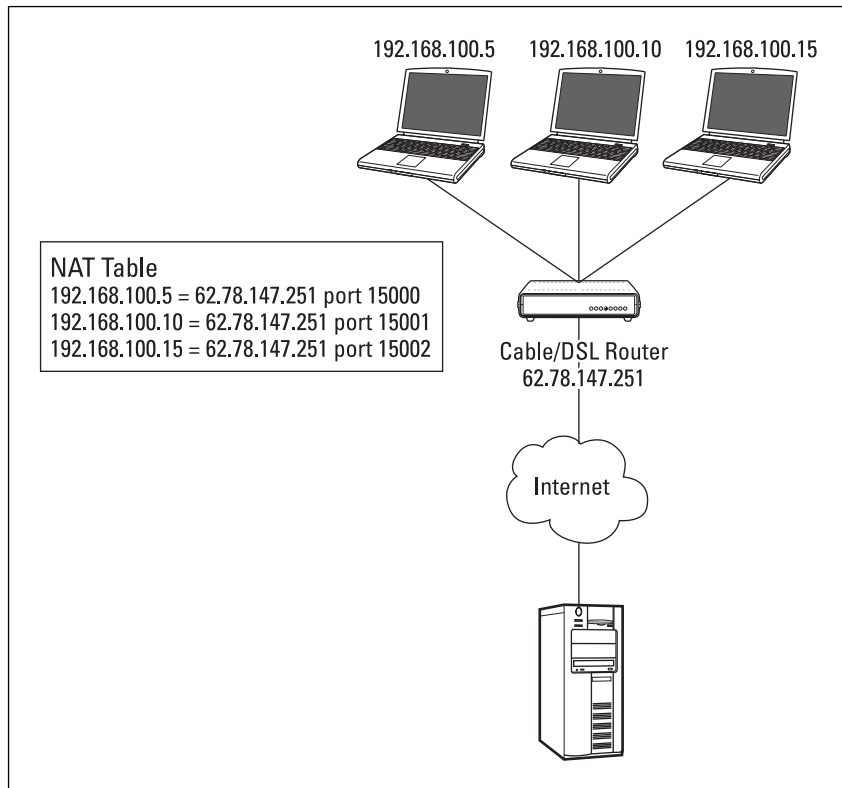 192.168.100.5 192.168.100.10 192.168.100.15
NAT Table
192.168.100.5 = 62.78.147.251 port 15000
192.168.100.10 = 62.78.147.251 port 15001
192.168.100.15 = 62.78.147.251 port 15002
Cable/DSL Router
62.78.147.251
Internet